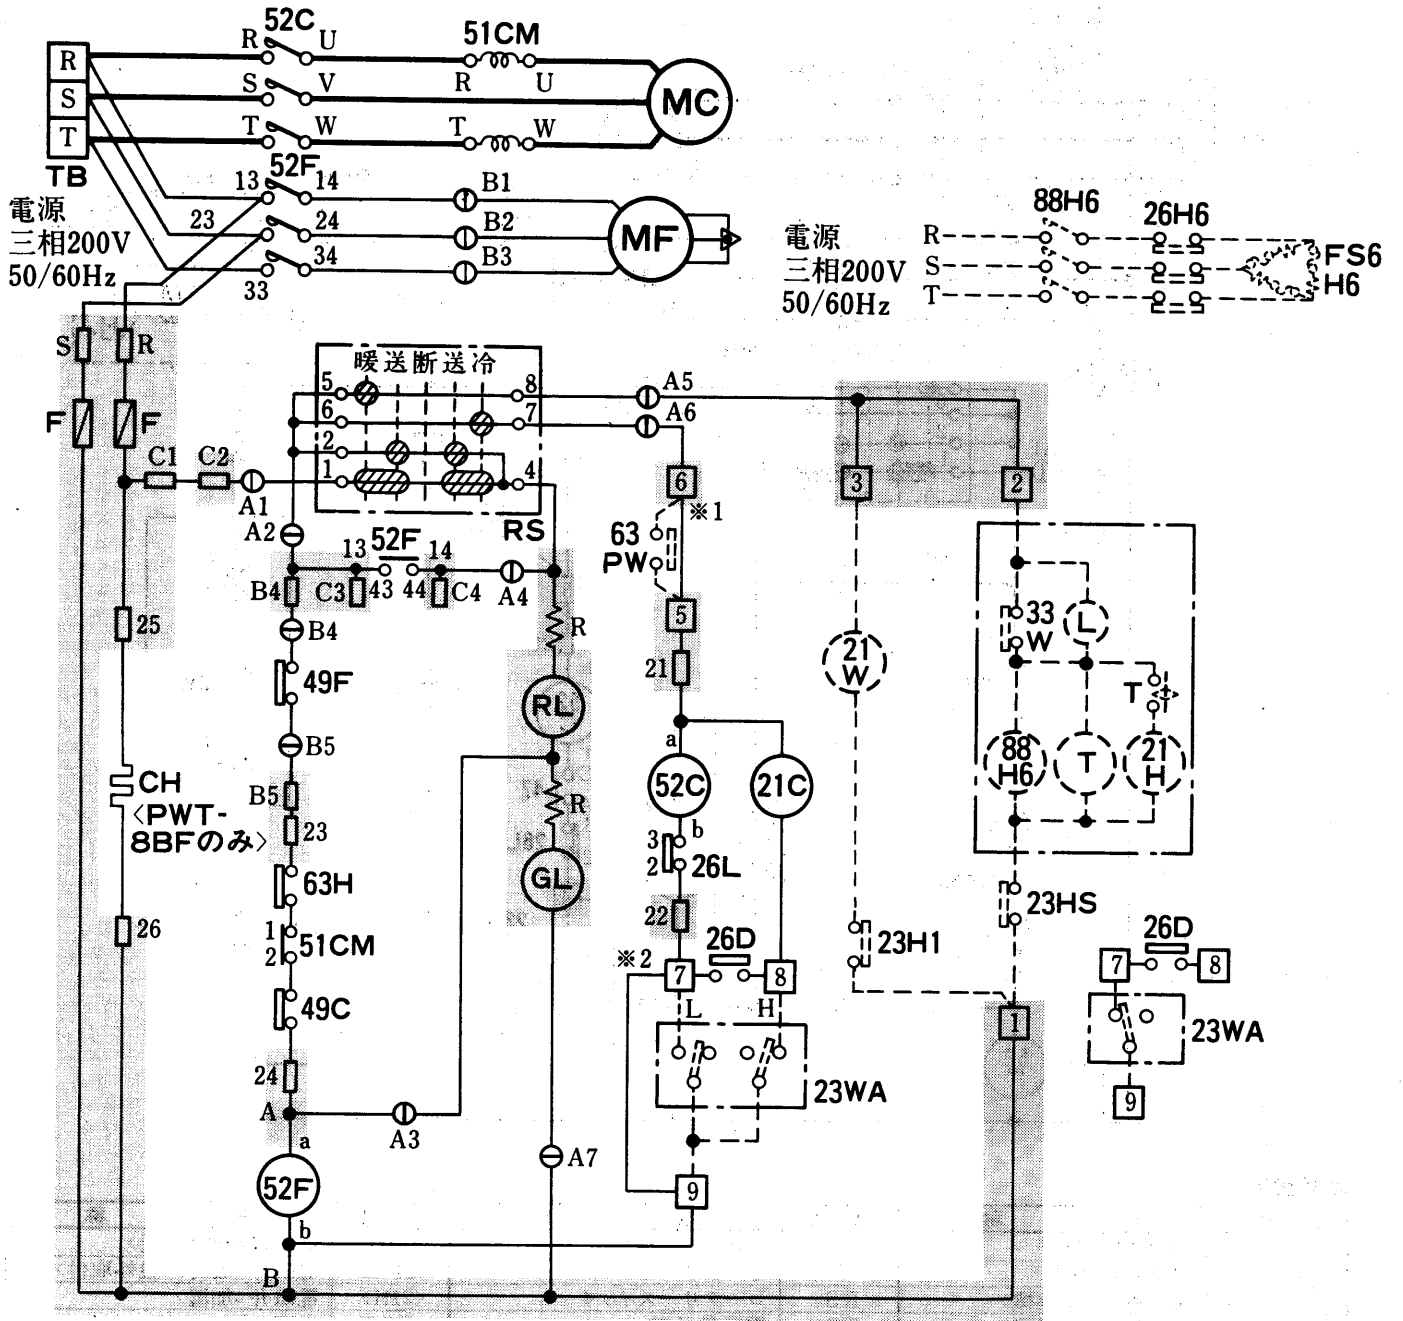 52C
R U
51CM
R
S V
R U
S
MC
T W
T W
T
52F
TB
13 14
B1
電源
三相200V
50/60Hz
23 24
B2
MF
34
B3
33
電源
三相200V
50/60Hz
R
S
T
88H6
26H6
FS6
H6
S R
F F
暖送断送冷
5 8
6 7
2
1 4
RS
A5
A6
C1 C2
A1
A2
6
※1
3
2
52F
13 14
63
PW
B4 C3 43 44 C4
A4
5
B4
25
R
33
W
L
49F
21
21
W
T
RL
a
B5
52C
21C
88
H6
T
21
H
CH
〈PWT-
8BFのみ〉
B5
23
R
b
3
2
26L
63H
GL
23HS
26
1
2
51CM
22
26D
23H1
※2
7 8
26D
7 8
49C
L H
1
23WA
24
23WA
9
A
A3
a
A7
52F
9
b
B